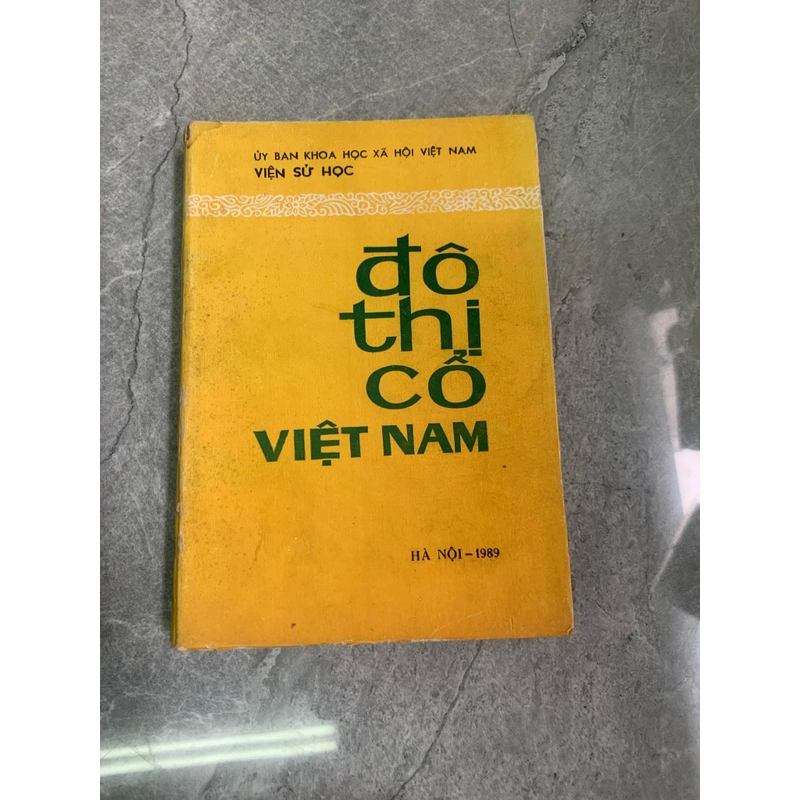 ỦY BAN KHOA HỌC XÃ HỘI VIỆT NAM
VIỆN SỬ HỌC
đô
thị
cổ
VIỆT NAM
HÀ NỘI – 1989